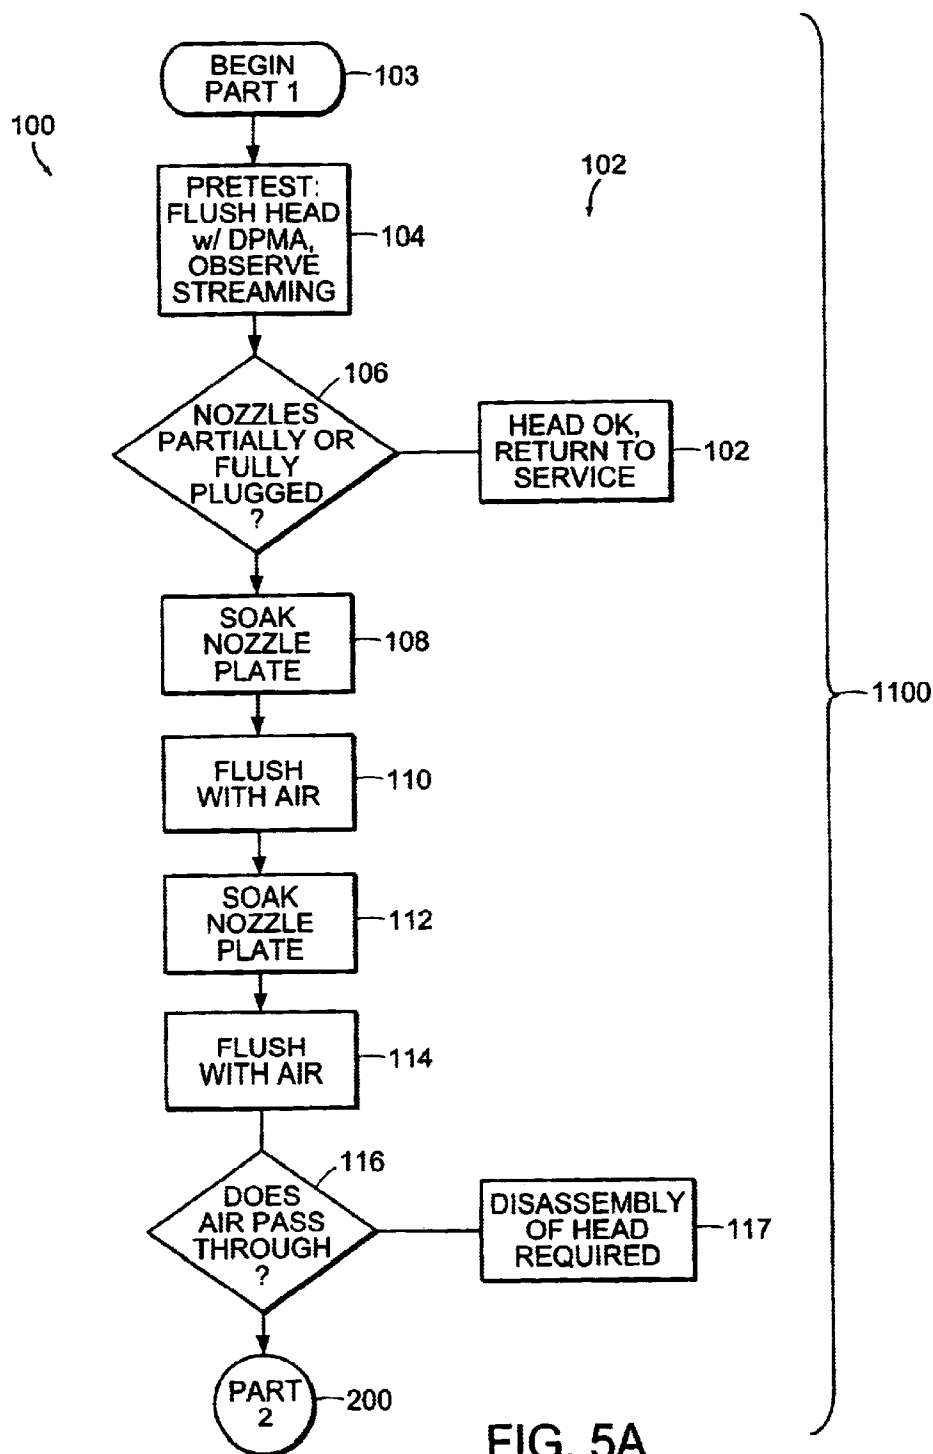 BEGIN
PART 1
103
100
102
PRETEST:
FLUSH HEAD
w/ DPMA,
OBSERVE
STREAMING
104
106
NOZZLES
PARTIALLY OR
FULLY
PLUGGED
?
HEAD OK,
RETURN TO
SERVICE
102
SOAK
NOZZLE
PLATE
108
1100
FLUSH
WITH AIR
110
SOAK
NOZZLE
PLATE
112
FLUSH
WITH AIR
114
116
DOES
AIR PASS
THROUGH
?
DISASSEMBLY
OF HEAD
REQUIRED
117
PART
2
200
FIG. 5A